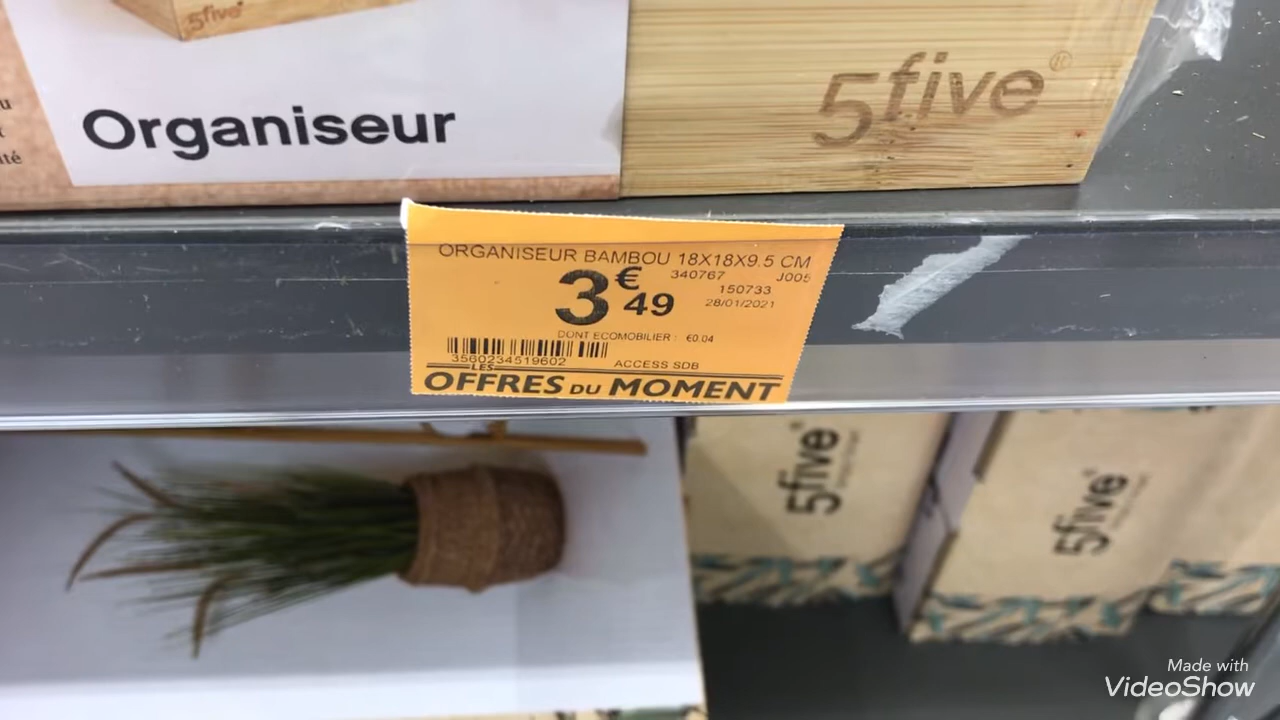 5five®
Organiseur
5five®
ORGANISEUR BAMBOU 18X18X9.5 CM
3€49
340767
J005
150733
28/01/2021
DONT ECOMOBILIER : €0.04
3560234519602
ACCESS SDB
LES
OFFRES DU MOMENT
5five®
5five®
Made with
VideoShow